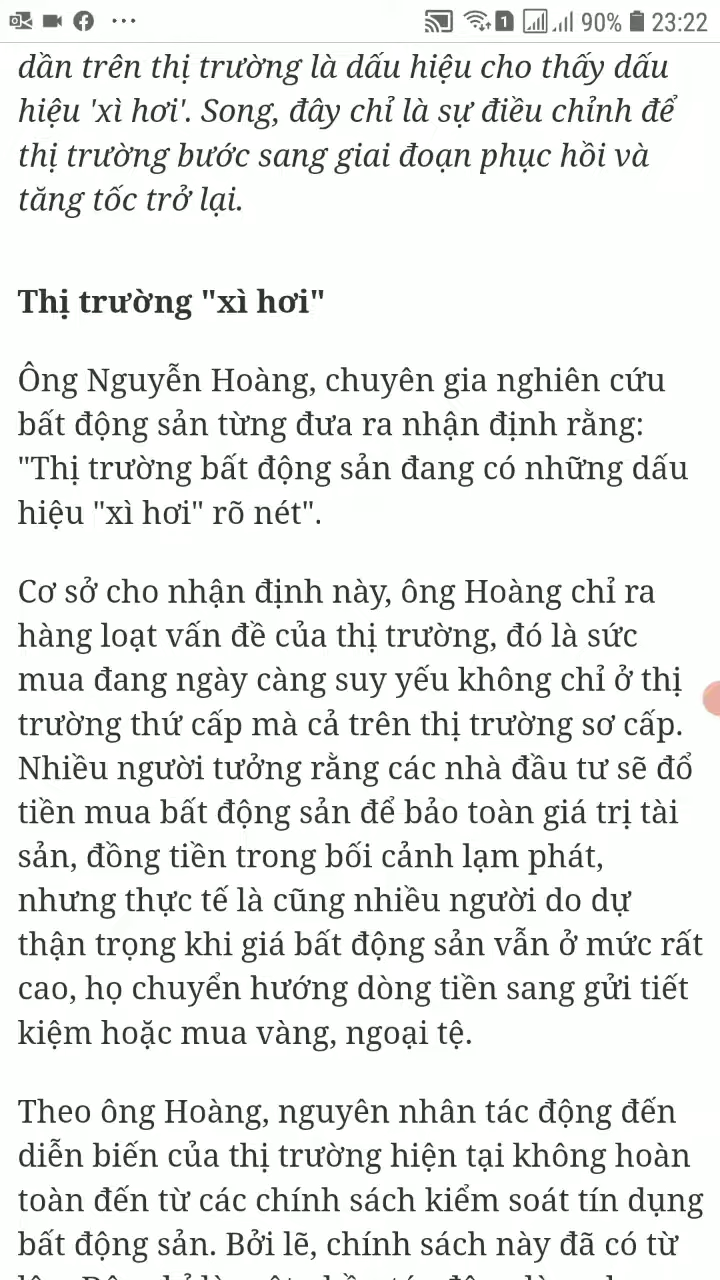 1 90% 23:22
dần trên thị trường là dấu hiệu cho thấy dấu
hiệu 'xì hơi'. Song, đây chỉ là sự điều chỉnh để
thị trường bước sang giai đoạn phục hồi và
tăng tốc trở lại.
Thị trường "xì hơi"
Ông Nguyễn Hoàng, chuyên gia nghiên cứu
bất động sản từng đưa ra nhận định rằng:
"Thị trường bất động sản đang có những dấu
hiệu "xì hơi" rõ nét".
Cơ sở cho nhận định này, ông Hoàng chỉ ra
hàng loạt vấn đề của thị trường, đó là sức
mua đang ngày càng suy yếu không chỉ ở thị
trường thứ cấp mà cả trên thị trường sơ cấp.
Nhiều người tưởng rằng các nhà đầu tư sẽ đổ
tiền mua bất động sản để bảo toàn giá trị tài
sản, đồng tiền trong bối cảnh lạm phát,
nhưng thực tế là cũng nhiều người do dự
thận trọng khi giá bất động sản vẫn ở mức rất
cao, họ chuyển hướng dòng tiền sang gửi tiết
kiệm hoặc mua vàng, ngoại tệ.
Theo ông Hoàng, nguyên nhân tác động đến
diễn biến của thị trường hiện tại không hoàn
toàn đến từ các chính sách kiểm soát tín dụng
bất động sản. Bởi lẽ, chính sách này đã có từ